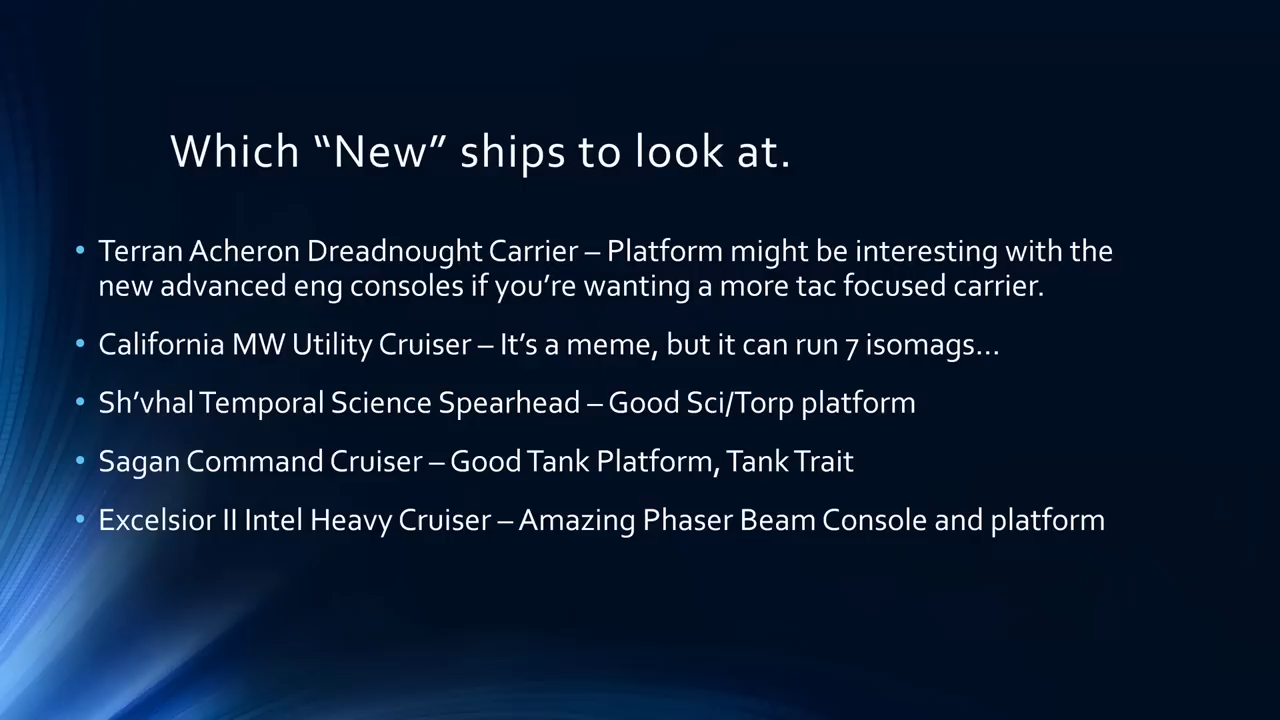 Which “New” ships to look at.
• Terran Acheron Dreadnought Carrier – Platform might be interesting with the
new advanced eng consoles if you’re wanting a more tac focused carrier.
• California MW Utility Cruiser – It’s a meme, but it can run 7 isomags…
• Sh’vhal Temporal Science Spearhead – Good Sci/Torp platform
• Sagan Command Cruiser – Good Tank Platform, Tank Trait
• Excelsior II Intel Heavy Cruiser – Amazing Phaser Beam Console and platform